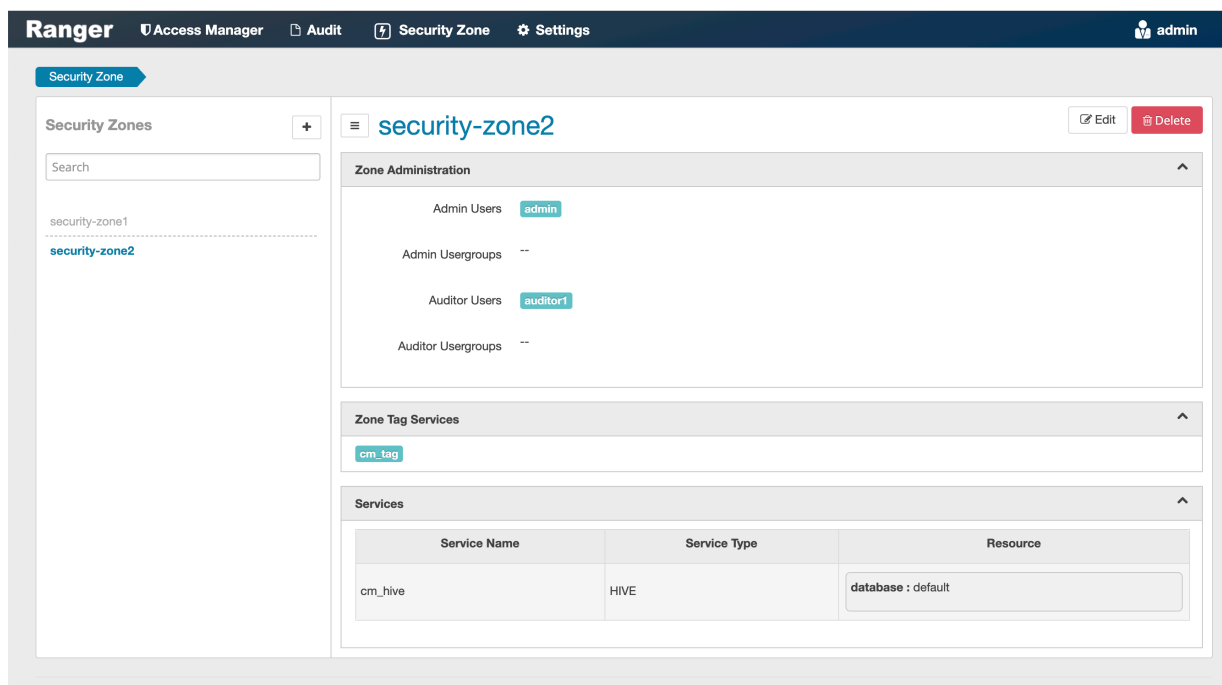 Ranger Access Manager Audit Security Zone Settings admin
Security Zone
Security Zones +
Search
security-zone1
security-zone2
security-zone2 Edit Delete
Zone Administration
Admin Users admin
Admin Usergroups --
Auditor Users auditor1
Auditor Usergroups --
Zone Tag Services
cm_tag
Services
Service Name Service Type Resource
cm_hive HIVE database : default